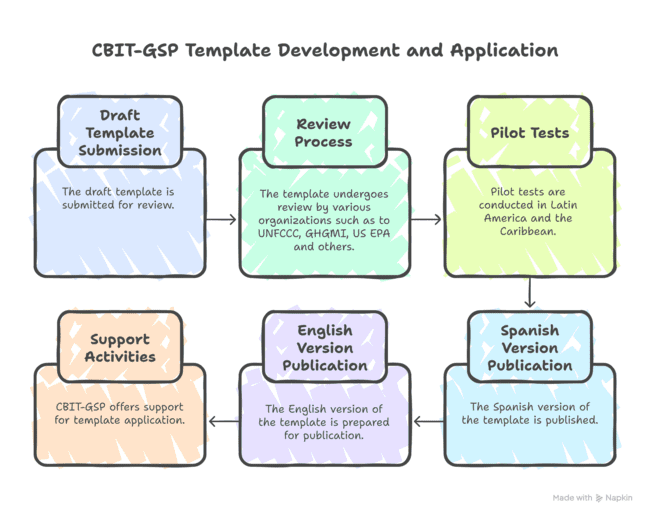 CBIT-GSP Template Development and Application
Draft
Template
Submission
The draft template is
submitted for review.
Review
Process
The template undergoes
review by various
organizations such as to
UNFCCC, GHGMI, US EPA
and others.
Pilot Tests
Pilot tests are
conducted in Latin
America and the
Caribbean.
Support
Activities
CBIT-GSP offers support
for template application.
English
Version
Publication
The English version of
the template is prepared
for publication.
Spanish
Version
Publication
The Spanish version of
the template is published.
Made with Napkin